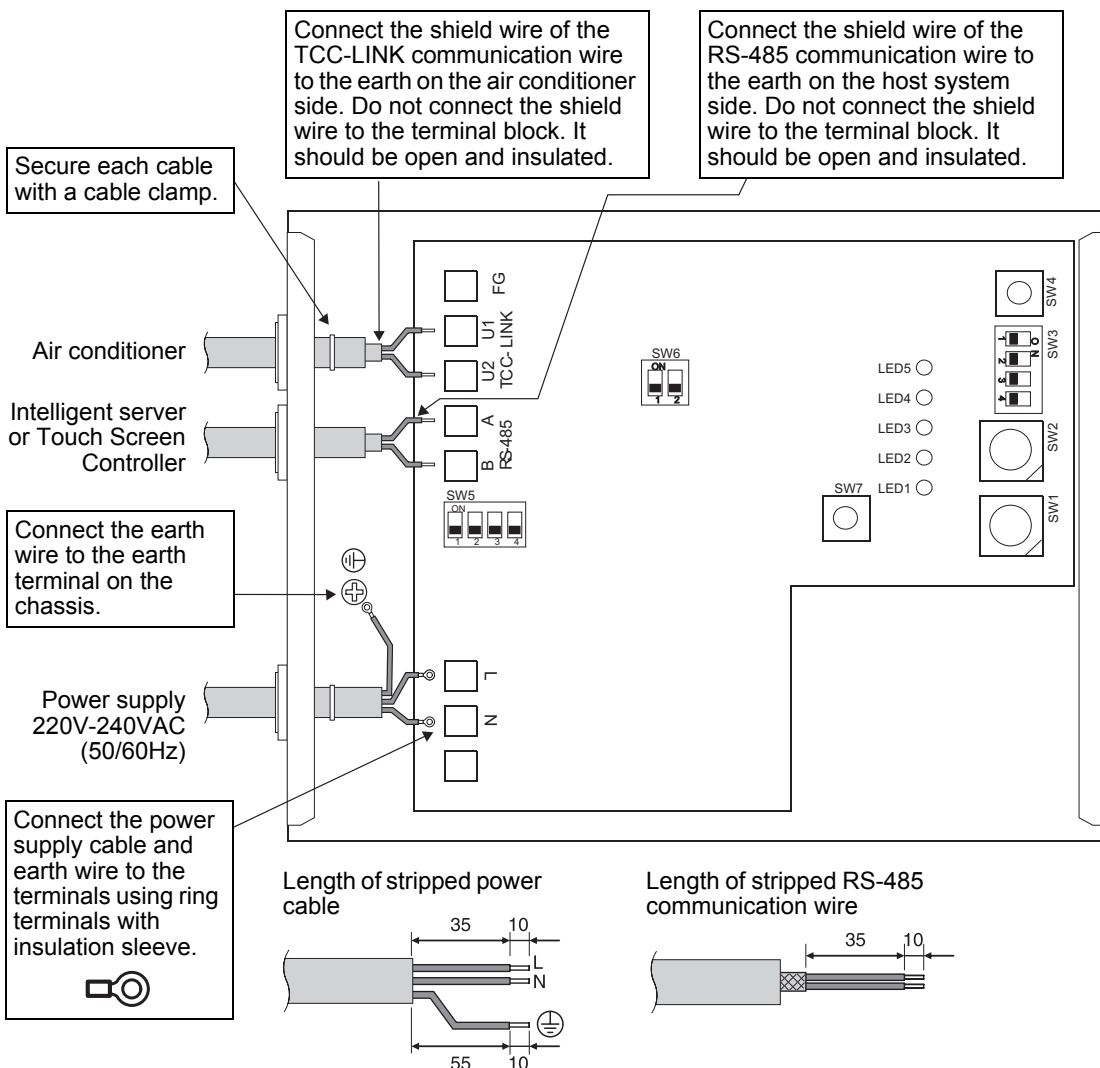 Connect the shield wire of the
TCC-LINK communication wire
to the earth on the air conditioner
side. Do not connect the shield
wire to the terminal block. It
should be open and insulated.
Connect the shield wire of the
RS-485 communication wire to
the earth on the host system
side. Do not connect the shield
wire to the terminal block. It
should be open and insulated.
Secure each cable
with a cable clamp.
Air conditioner
Intelligent server
or Touch Screen
Controller
Connect the earth
wire to the earth
terminal on the
chassis.
Power supply
220V-240VAC
(50/60Hz)
Connect the power
supply cable and
earth wire to the
terminals using ring
terminals with
insulation sleeve.
FG
U1
U2
TCC-LINK
A
B
RS-485
SW5
ON
1 2 3 4
L
N
SW6
ON
1 2
LED5
LED4
LED3
LED2
LED1
SW7
SW4
SW3
ON
1
2
3
4
SW2
SW1
Length of stripped power
cable
35 10
L
N
55 10
Length of stripped RS-485
communication wire
35 10